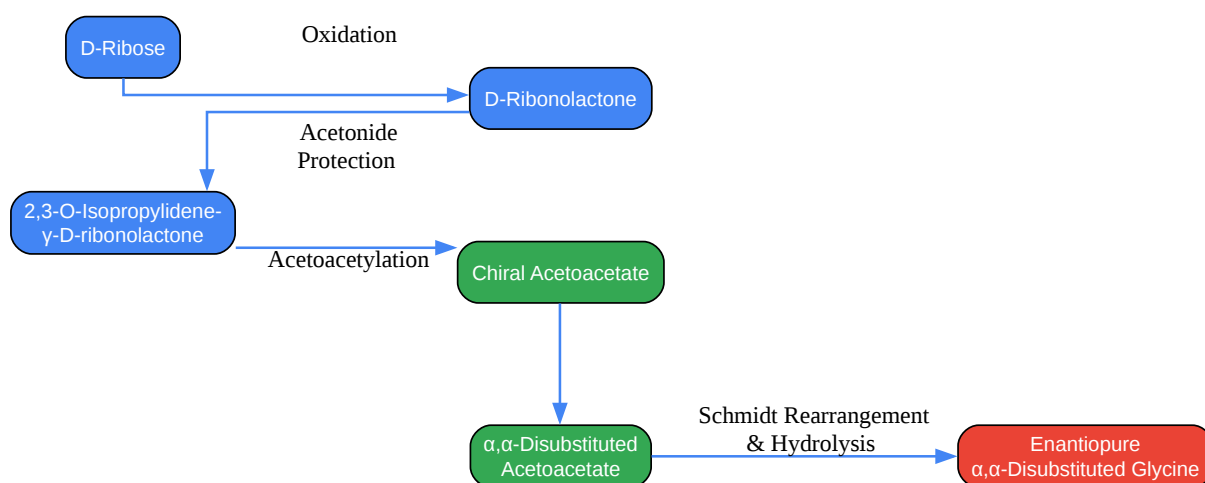 D-Ribose
Oxidation
D-Ribonolactone
Acetonide
Protection
2,3-O-Isopropylidene-
γ-D-ribonolactone
Acetoacetylation
Chiral Acetoacetate
α,α-Disubstituted
Acetoacetate
Schmidt Rearrangement
& Hydrolysis
Enantiopure
α,α-Disubstituted Glycine